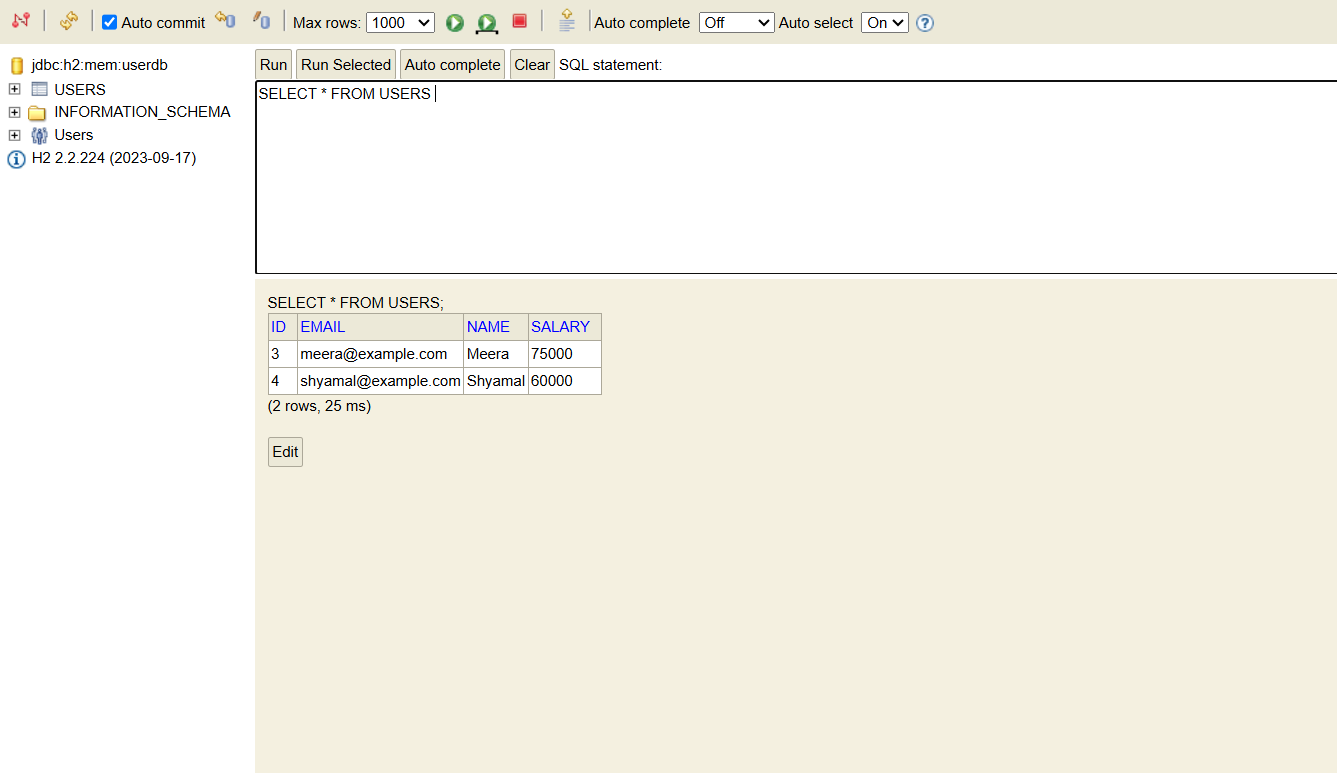 Auto commit Max rows: 1000 Auto complete Off Auto select On ?
jdbc:h2:mem:userdb
USERS
INFORMATION_SCHEMA
Users
H2 2.2.224 (2023-09-17)
Run Run Selected Auto complete Clear SQL statement:
SELECT * FROM USERS
SELECT * FROM USERS;
ID EMAIL NAME SALARY
3 meera@example.com Meera 75000
4 shyamal@example.com Shyamal 60000
(2 rows, 25 ms)
Edit